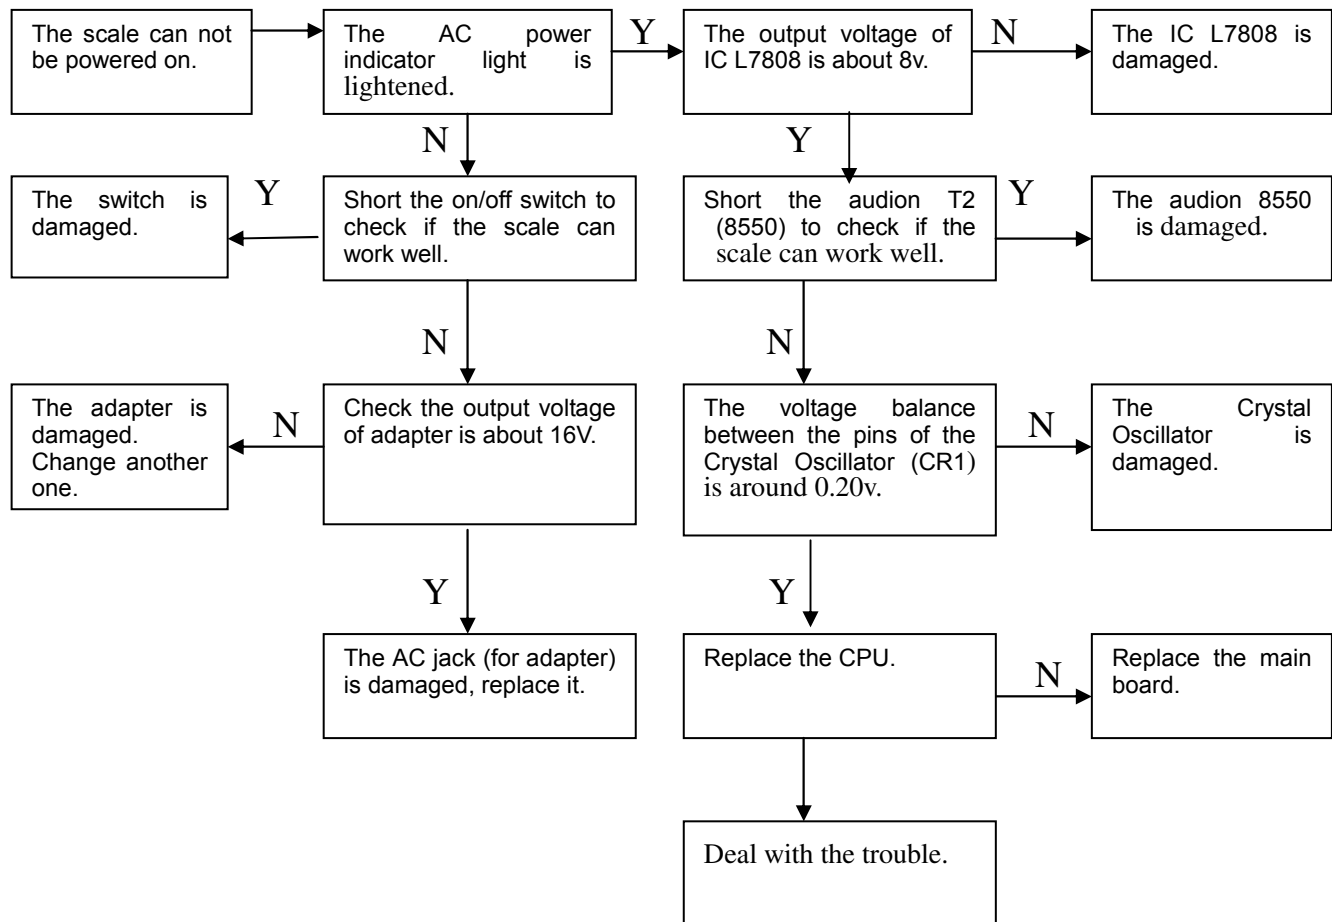 The scale can not
be powered on.
The AC power
indicator light is
lightened.
Y
The output voltage of
IC L7808 is about 8v.
N
The IC L7808 is
damaged.
N
Y
The switch is
damaged.
Y
Short the on/off switch to
check if the scale can
work well.
Short the audion T2
(8550) to check if the
scale can work well.
Y
The audion 8550
is damaged.
N
N
The adapter is
damaged.
Change another
one.
N
Check the output voltage
of adapter is about 16V.
The voltage balance
between the pins of the
Crystal Oscillator (CR1)
is around 0.20v.
N
The Crystal
Oscillator is
damaged.
Y
Y
The AC jack (for adapter)
is damaged, replace it.
Replace the CPU.
N
Replace the main
board.
Deal with the trouble.